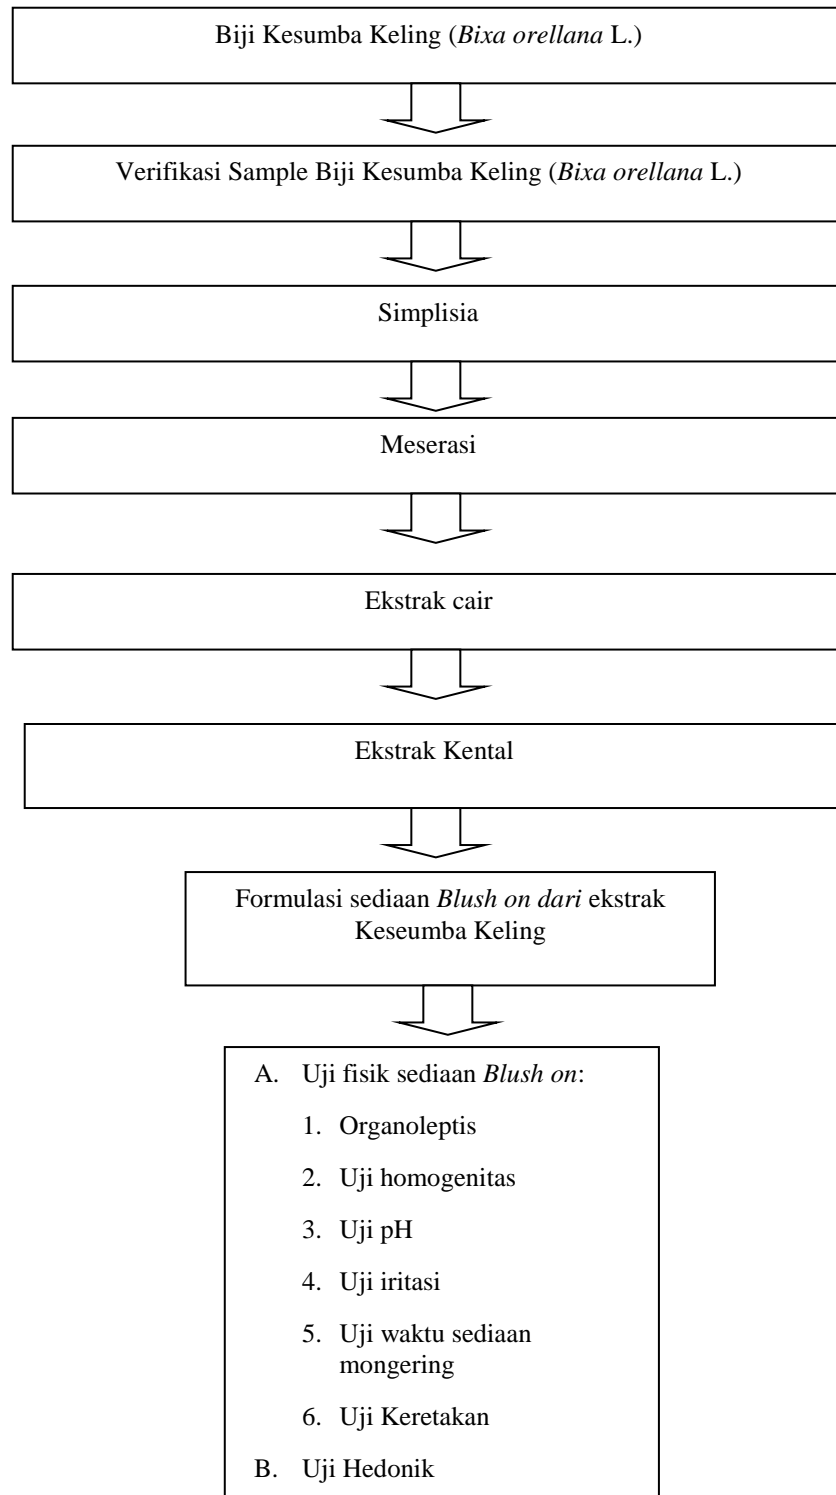 Biji Kesumba Keling (Bixa orellana L.)
Verifikasi Sample Biji Kesumba Keling (Bixa orellana L.)
Simplisia
Meserasi
Ekstrak cair
Ekstrak Kental
Formulasi sediaan Blush on dari ekstrak
Keseumba Keling
A. Uji fisik sediaan Blush on:
1. Organoleptis
2. Uji homogenitas
3. Uji pH
4. Uji iritasi
5. Uji waktu sediaan
mongering
6. Uji Keretakan
B. Uji Hedonik